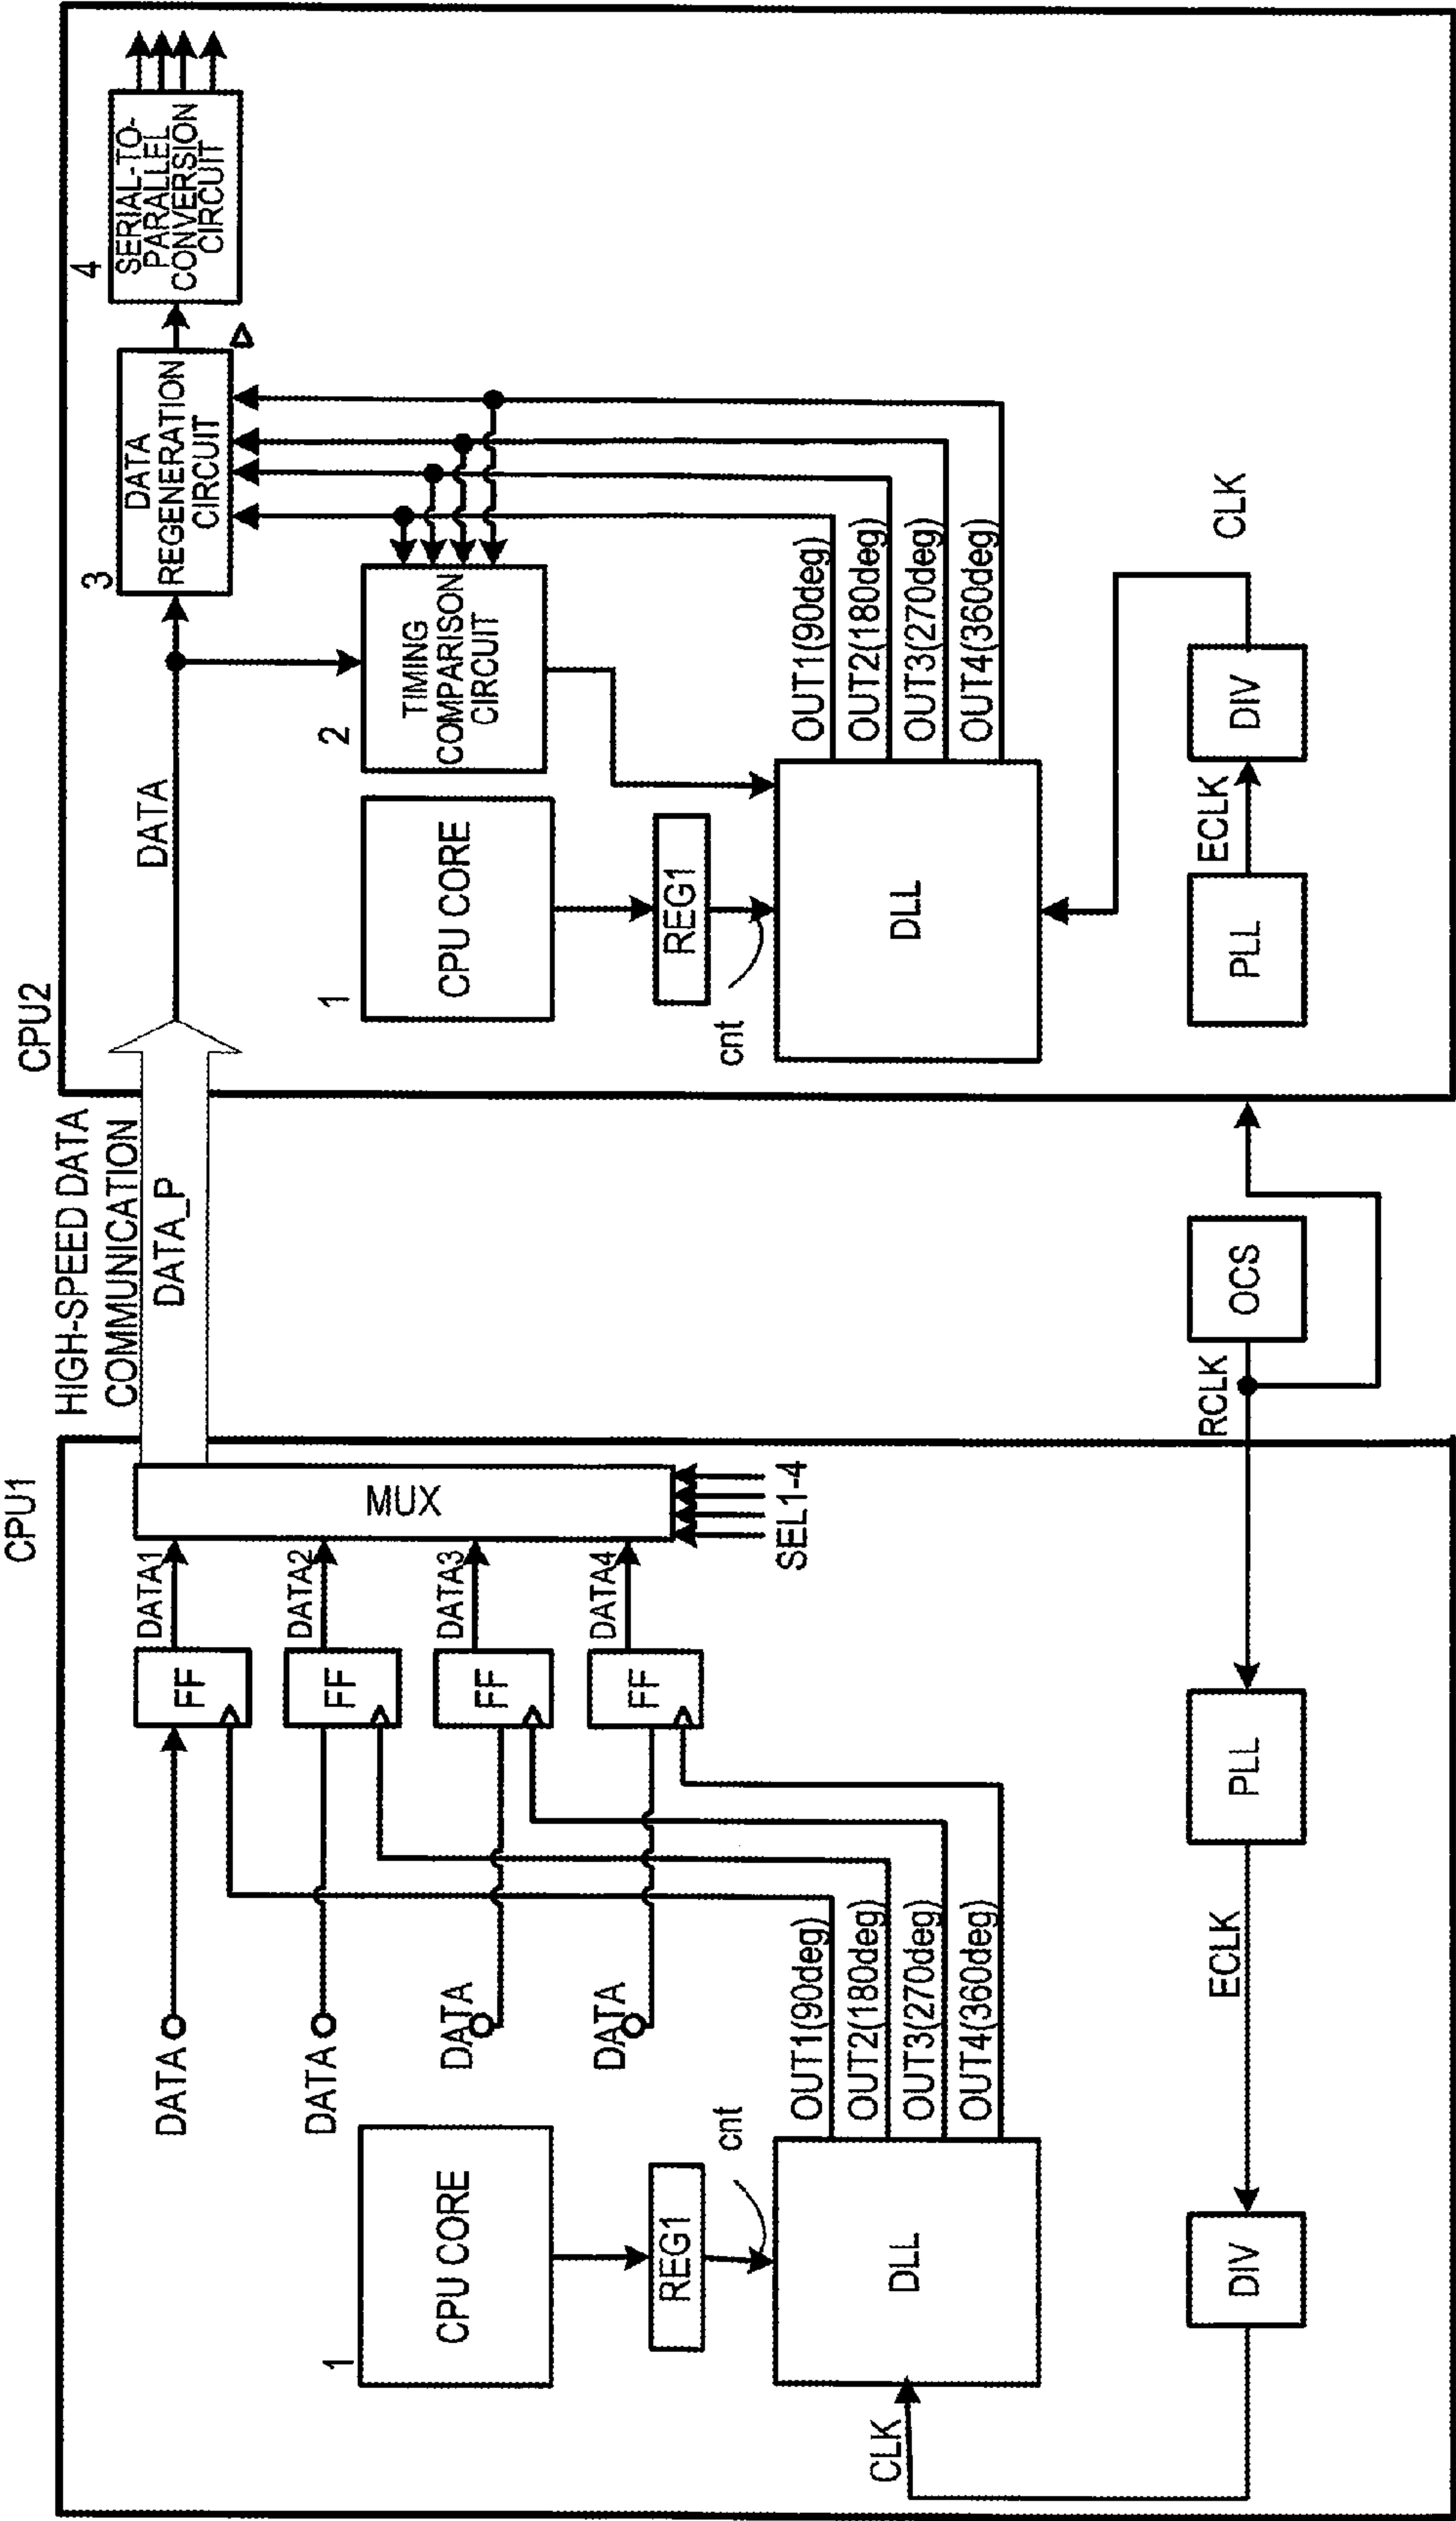 CPU1
DATA
DATA
DATA
DATA
FF
FF
FF
FF
DATA1
DATA2
DATA3
DATA4
MUX
SEL1-4
1
CPU CORE
REG1
cnt
DLL
OUT1(90deg)
OUT2(180deg)
OUT3(270deg)
OUT4(360deg)
CLK
DIV
ECLK
PLL
HIGH-SPEED DATA
COMMUNICATION
DATA_P
RCLK
OCS
CPU2
DATA
1
CPU CORE
REG1
cnt
DLL
2
TIMING
COMPARISON
CIRCUIT
3
DATA
REGENERATION
CIRCUIT
4
SERIAL-TO-
PARALLEL
CONVERSION
CIRCUIT
OUT1(90deg)
OUT2(180deg)
OUT3(270deg)
OUT4(360deg)
PLL
ECLK
DIV
CLK